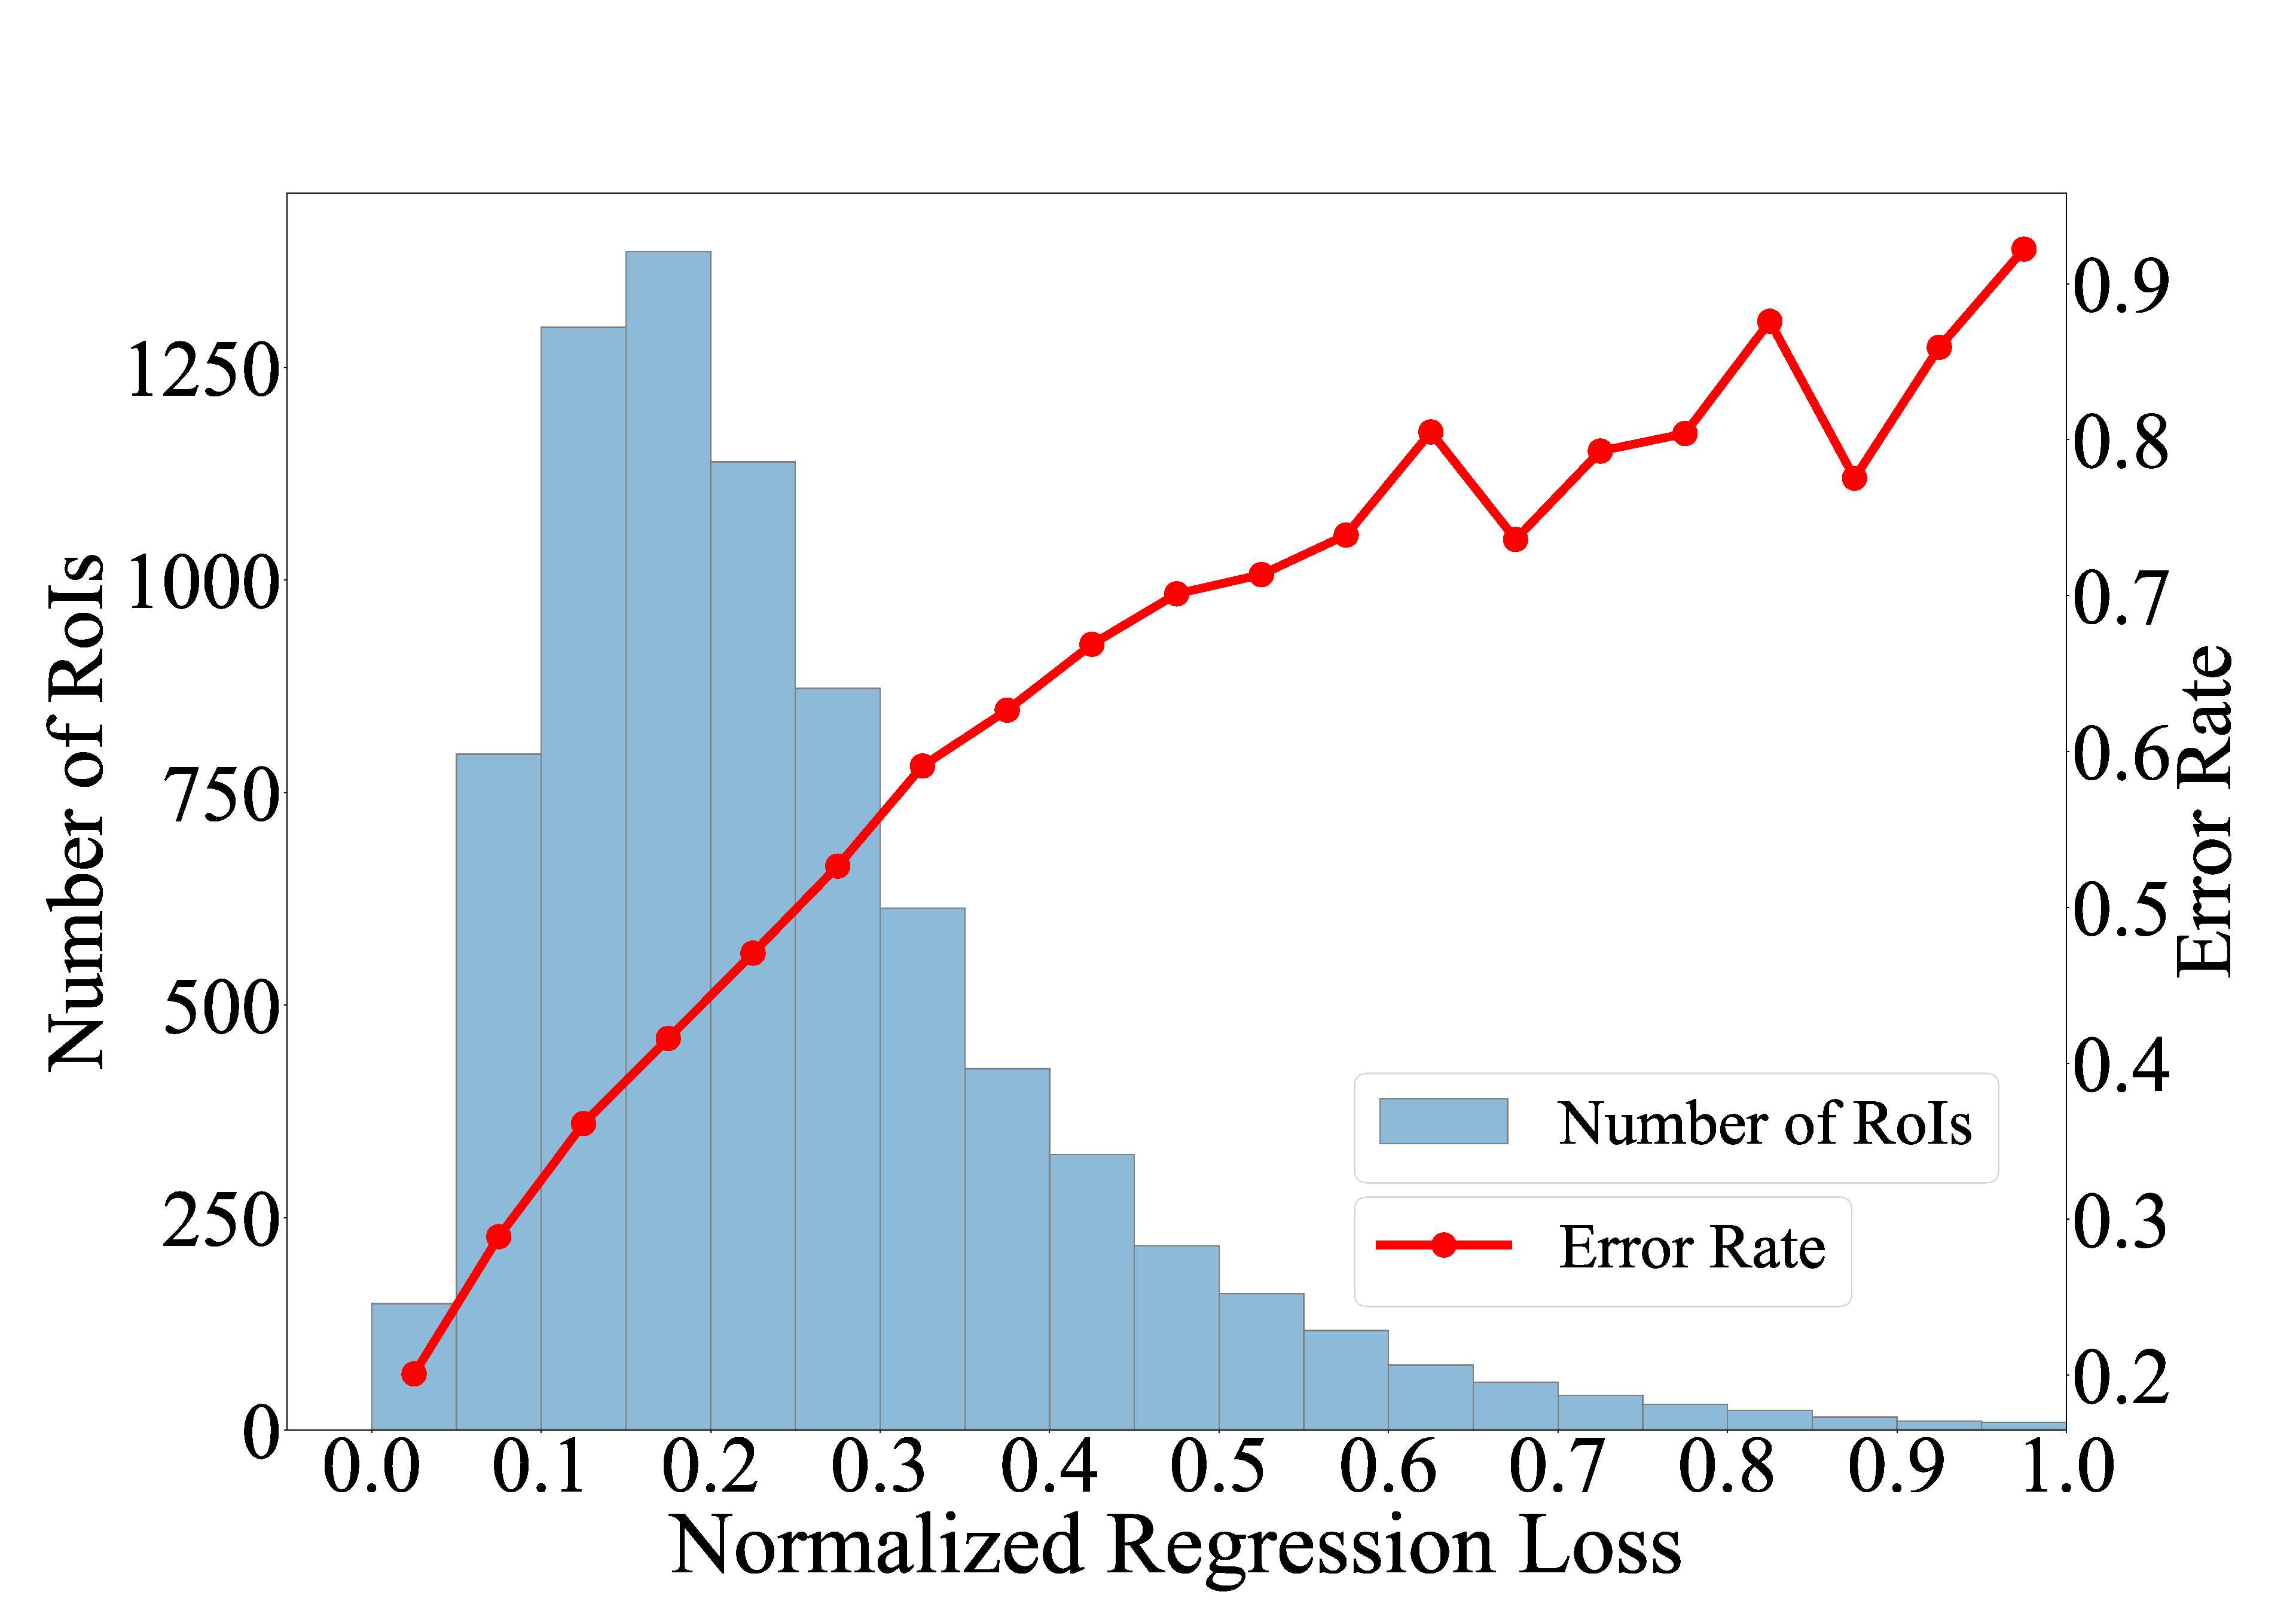 1250
1000
750
500
250
0
Number of RoIs
0.9
0.8
0.7
0.6
0.5
0.4
0.3
0.2
Error Rate
Number of RoIs
Error Rate
0.0 0.1 0.2 0.3 0.4 0.5 0.6 0.7 0.8 0.9 1.0
Normalized Regression Loss